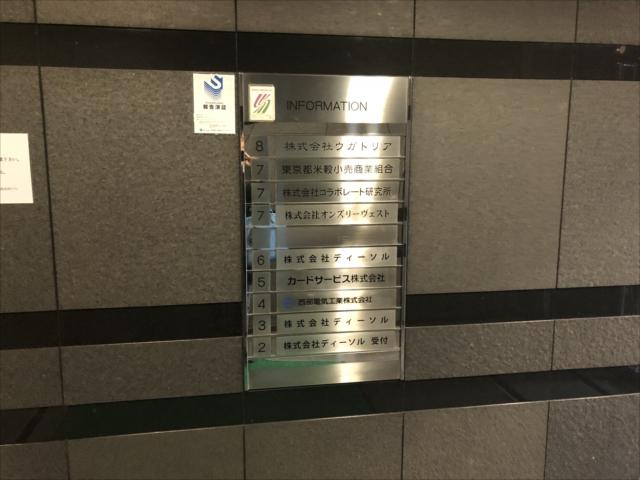 報告済証
INFORMATION
8 株式会社ウガトリア
7 東京都米穀小売商業組合
7 株式会社コラボレート研究所
7 株式会社オンズリーヴェスト
6 株式会社ディーソル
5 カードサービス株式会社
4 西部電気工業株式会社
3 株式会社ディーソル
2 株式会社ディーソル 受付